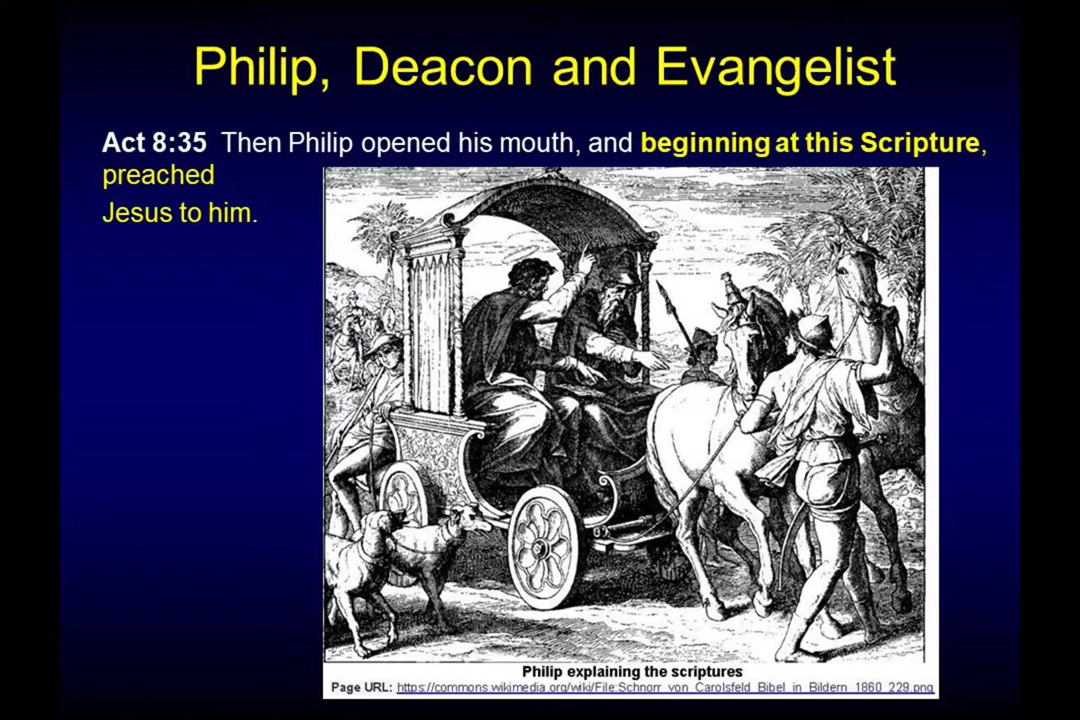 Philip, Deacon and Evangelist
Act 8:35 Then Philip opened his mouth, and beginning at this Scripture,
preached
Jesus to him.
Philip explaining the scriptures
Page URL: https://commons.wikimedia.org/wiki/File:Schnorr_von_Carolsfeld_Bibel_in_Bildern_1860_229.png